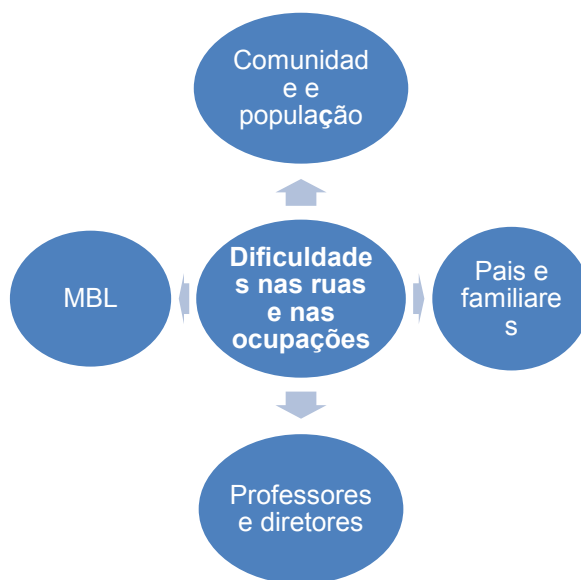 Comunidad
e e
população
MBL
Dificuldade
s nas ruas
e nas
ocupações
Pais e
familiare
s
Professores
e diretores